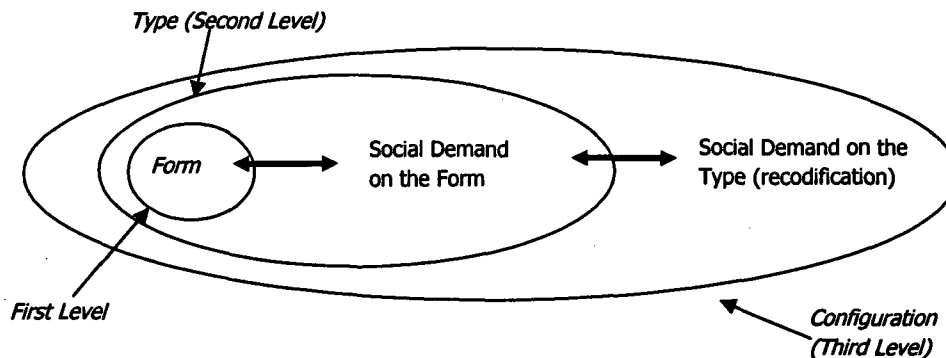 Type (Second Level)
Form
Social Demand
on the Form
Social Demand on the
Type (recodification)
First Level
Configuration
(Third Level)